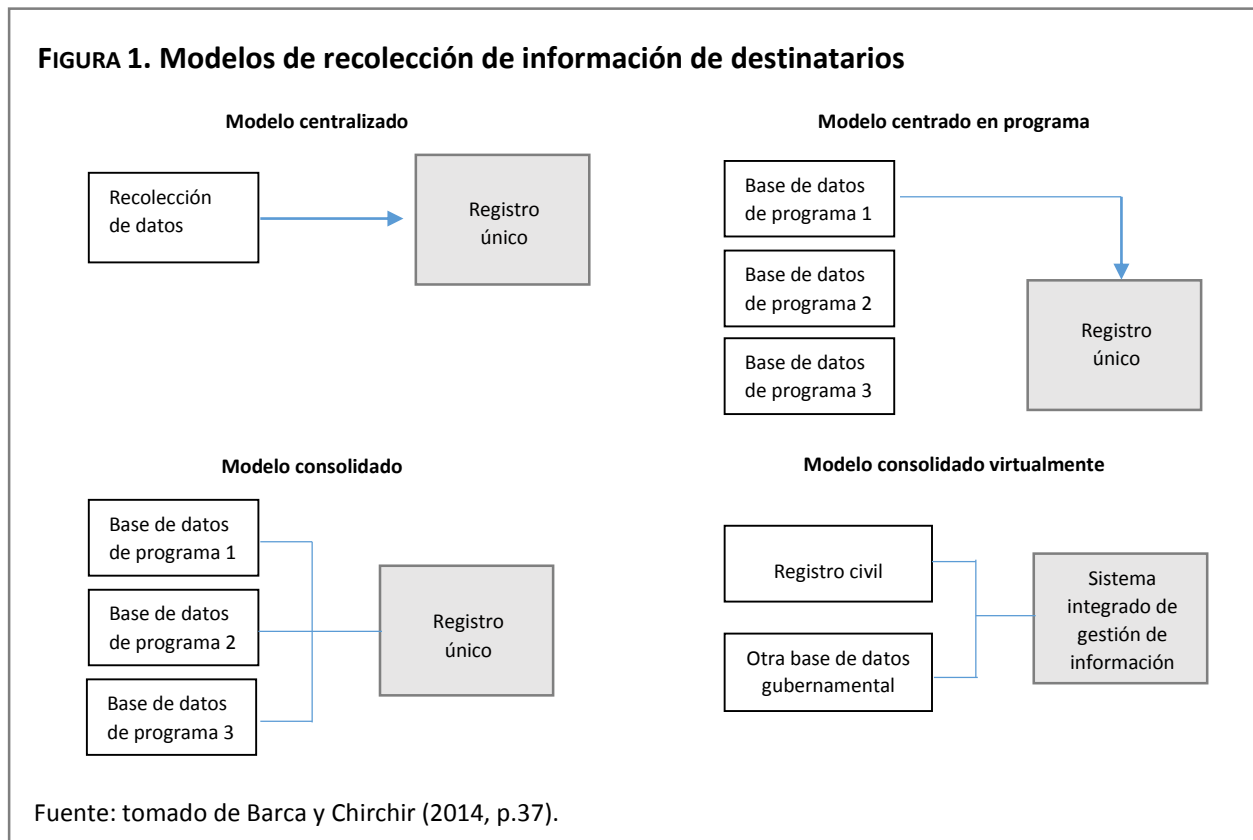 FIGURA 1. Modelos de recolección de información de destinatarios
Modelo centralizado
Recolección
de datos
Registro
único
Modelo centrado en programa
Base de datos
de programa 1
Base de datos
de programa 2
Base de datos
de programa 3
Registro
único
Modelo consolidado
Base de datos
de programa 1
Base de datos
de programa 2
Base de datos
de programa 3
Registro
único
Modelo consolidado virtualmente
Registro civil
Otra base de datos
gubernamental
Sistema
integrado de
gestión de
información
Fuente: tomado de Barca y Chirchir (2014, p.37).